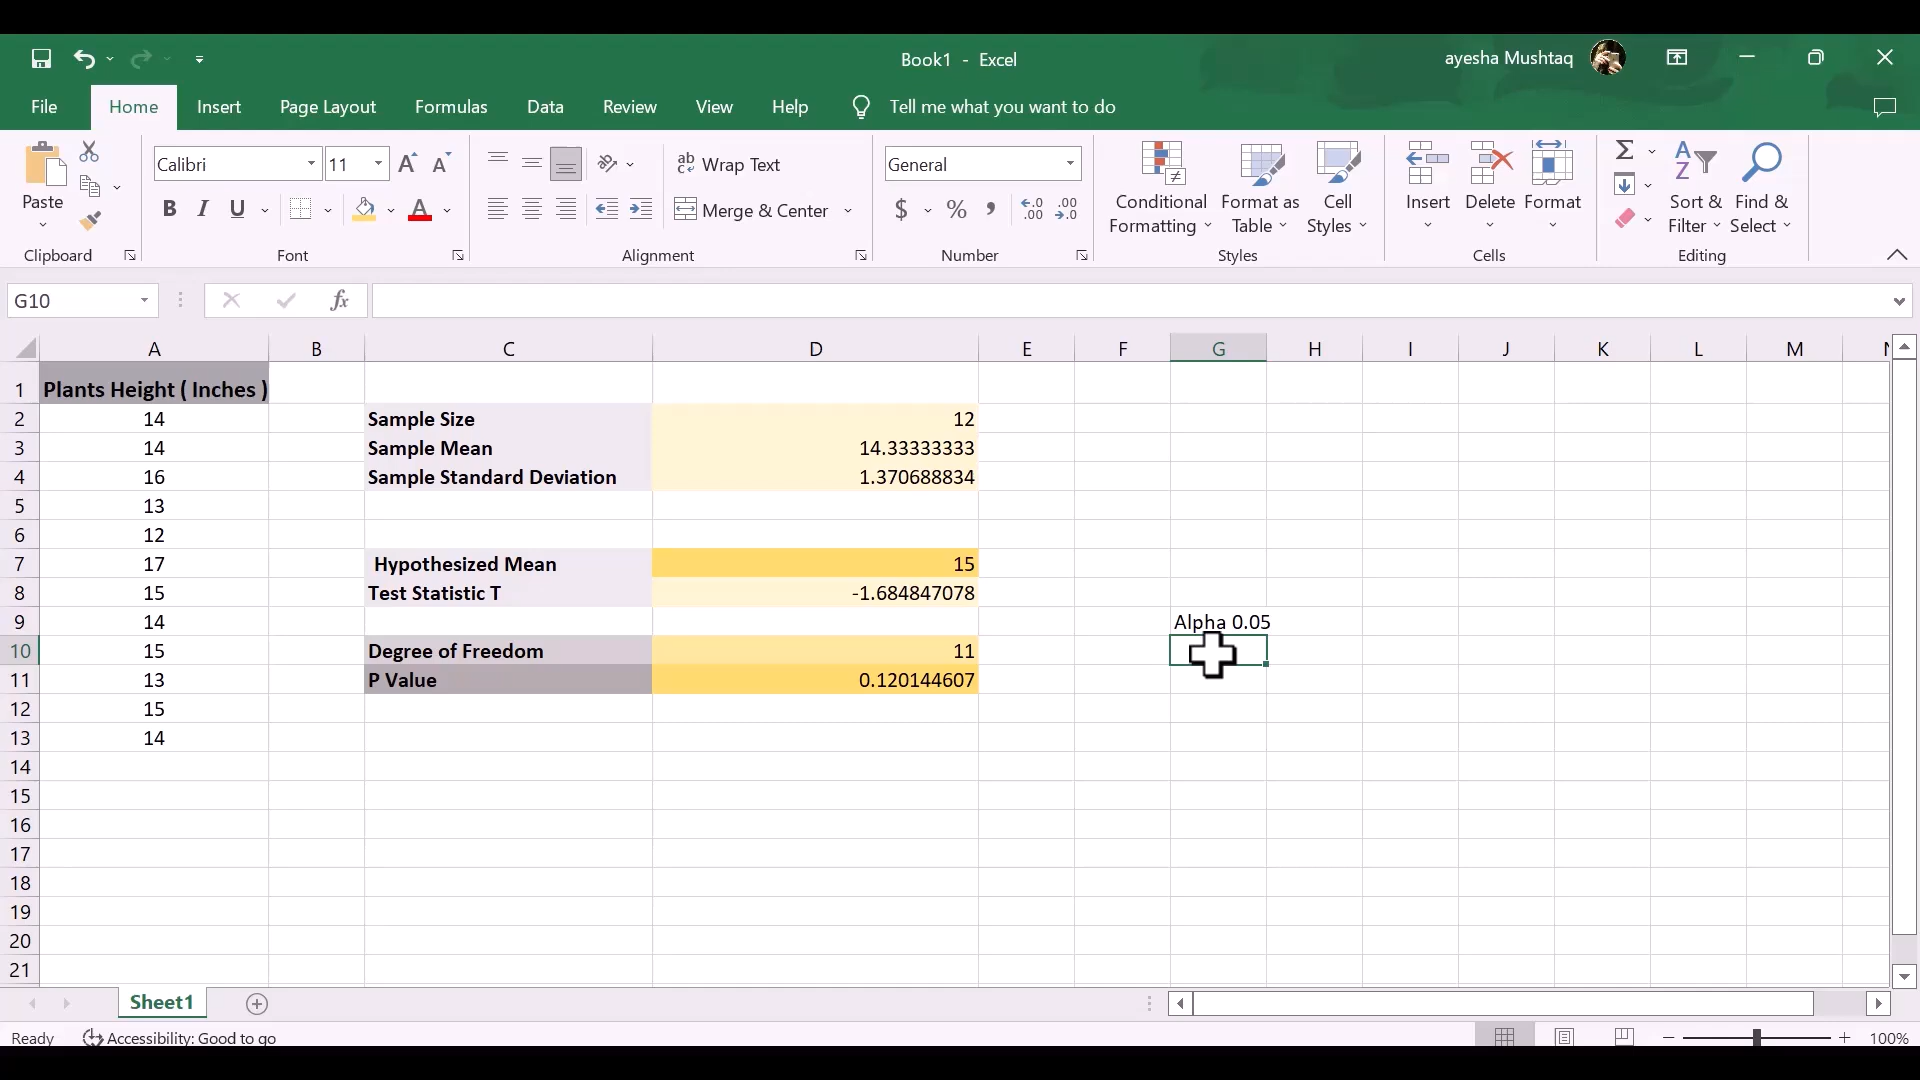 Book1 - Excel
ayesha Mushtaq
File Home Insert Page Layout Formulas Data Review View Help Tell me what you want to do
Paste
Clipboard
Calibri 11
B I U
Font
Wrap Text
Merge & Center
Alignment
General
$ % ,
Number
Conditional Formatting
Format as Table
Cell Styles
Styles
Insert
Delete
Format
Cells
Sort & Filter
Find & Select
Editing
G10
fx
A B C D E F G H I J K L M
1 Plants Height ( Inches )
2 14 Sample Size 12
3 14 Sample Mean 14.33333333
4 16 Sample Standard Deviation 1.370688834
5 13
6 12
7 17 Hypothesized Mean 15
8 15 Test Statistic T -1.684847078
9 14 Alpha 0.05
10 15 Degree of Freedom 11
11 13 P Value 0.120144607
12 15
13 14
14
15
16
17
18
19
20
21
Sheet1
Ready Accessibility: Good to go 100%